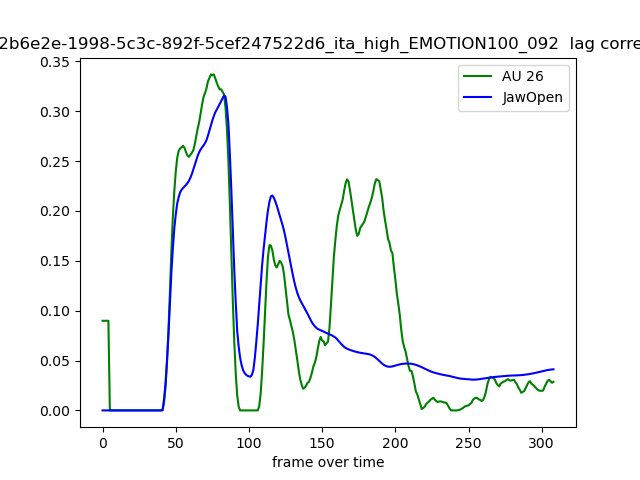 2b6e2e-1998-5c3c-892f-5cef247522d6_ita_high_EMOTION100_092 lag corre
AU 26
JawOpen
0.35
0.30
0.25
0.20
0.15
0.10
0.05
0.00
0 50 100 150 200 250 300
frame over time